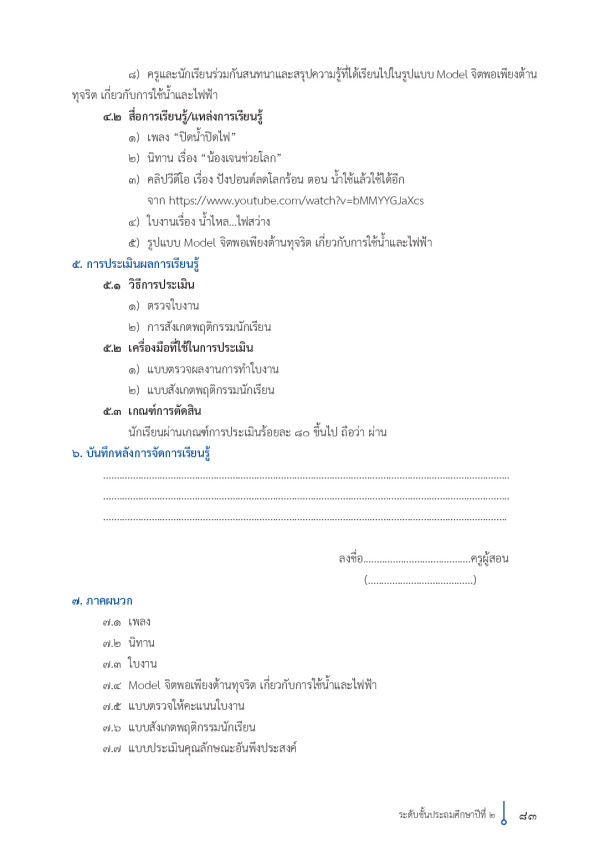 ๘) ครูและนักเรียนร่วมกันสนทนาและสรุปความรู้ที่ได้เรียนไปในรูปแบบ Model จิตพอเพียงต้าน
ทุจริต เกี่ยวกับการใช้น้ำและไฟฟ้า
๔.๒ สื่อการเรียนรู้/แหล่งการเรียนรู้
๑) เพลง “ปิดน้ำปิดไฟ”
๒) นิทาน เรื่อง “น้องเจนช่วยโลก”
๓) คลิปวีดีโอ เรื่อง ปังปอนด์ลดโลกร้อน ตอน น้ำใช้แล้วใช้ได้อีก
จาก https://www.youtube.com/watch?v=bMMYYGJaXcs
๔) ใบงานเรื่อง น้ำไหล...ไฟสว่าง
๕) รูปแบบ Model จิตพอเพียงต้านทุจริต เกี่ยวกับการใช้น้ำและไฟฟ้า
๕. การประเมินผลการเรียนรู้
๕.๑ วิธีการประเมิน
๑) ตรวจใบงาน
๒) การสังเกตพฤติกรรมนักเรียน
๕.๒ เครื่องมือที่ใช้ในการประเมิน
๑) แบบตรวจผลงานการทำใบงาน
๒) แบบสังเกตพฤติกรรมนักเรียน
๕.๓ เกณฑ์การตัดสิน
นักเรียนผ่านเกณฑ์การประเมินร้อยละ ๘๐ ขึ้นไป ถือว่า ผ่าน
๖. บันทึกหลังการจัดการเรียนรู้
................................................................................
................................................................................
................................................................................
ลงชื่อ........................................ครูผู้สอน
(.......................................)
๗. ภาคผนวก
๗.๑ เพลง
๗.๒ นิทาน
๗.๓ ใบงาน
๗.๔ Model จิตพอเพียงต้านทุจริต เกี่ยวกับการใช้น้ำและไฟฟ้า
๗.๕ แบบตรวจให้คะแนนใบงาน
๗.๖ แบบสังเกตพฤติกรรมนักเรียน
๗.๗ แบบประเมินคุณลักษณะอันพึงประสงค์
ระดับชั้นประถมศึกษาปีที่ ๒ ๘๓